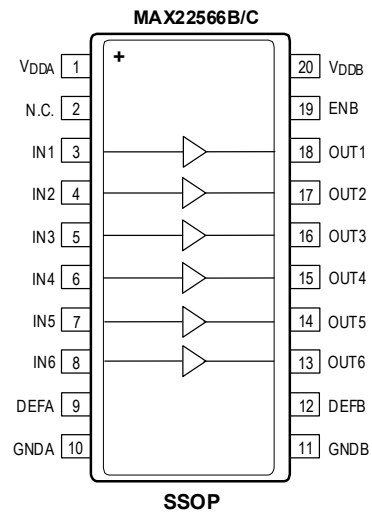 MAX22566B/C
+
VDDA 1 20 VDDB
N.C. 2 19 ENB
IN1 3 18 OUT1
IN2 4 17 OUT2
IN3 5 16 OUT3
IN4 6 15 OUT4
IN5 7 14 OUT5
IN6 8 13 OUT6
DEFA 9 12 DEFB
GNDA 10 11 GNDB
SSOP